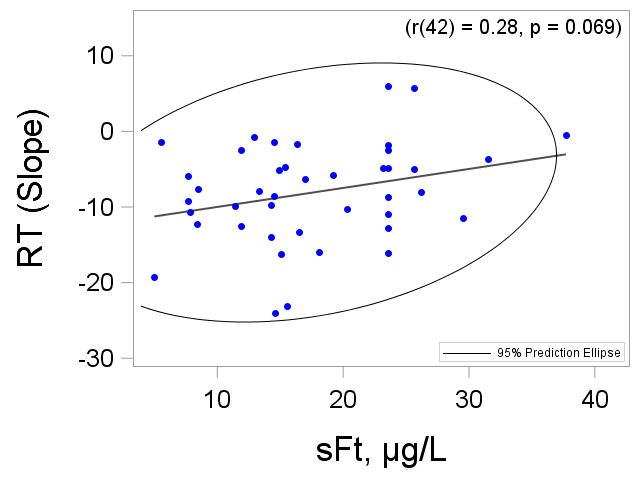 (r(42) = 0.28, p = 0.069)
10
0
-10
-20
-30
RT (Slope)
95% Prediction Ellipse
10
20
30
40
sFt, µg/L